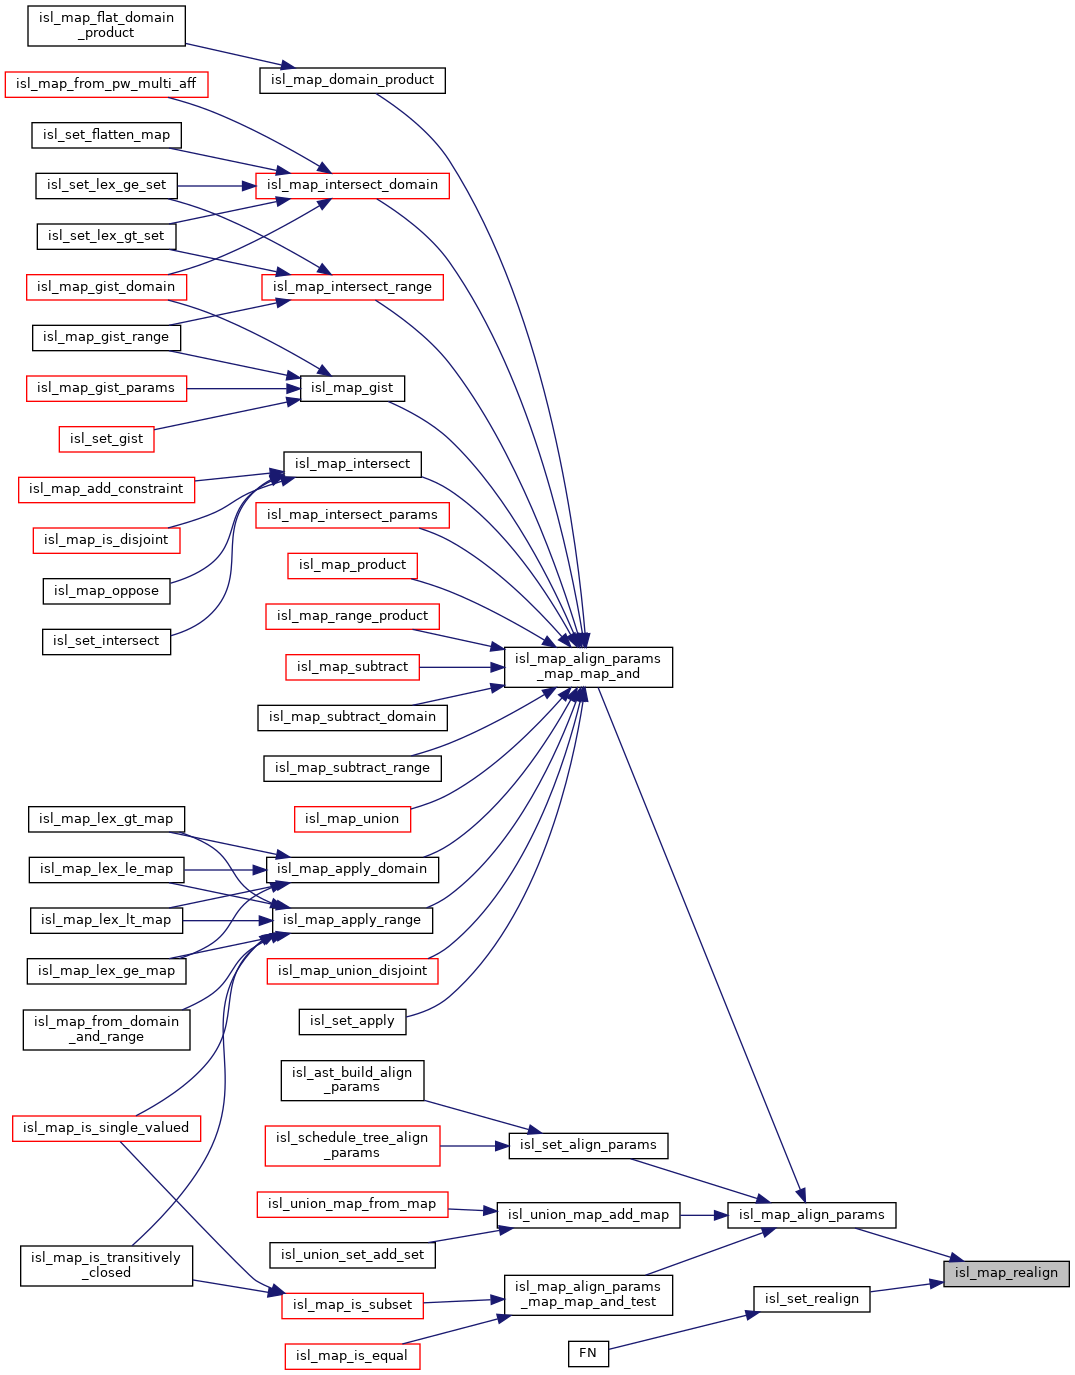 isl_map_flat_domain
_product
isl_map_domain_product
isl_map_from_pw_multi_aff
isl_set_flatten_map
isl_set_lex_ge_set
isl_map_intersect_domain
isl_set_lex_gt_set
isl_map_gist_domain
isl_map_intersect_range
isl_map_gist_range
isl_map_gist_params
isl_map_gist
isl_set_gist
isl_map_intersect
isl_map_add_constraint
isl_map_intersect_params
isl_map_is_disjoint
isl_map_product
isl_map_oppose
isl_map_range_product
isl_set_intersect
isl_map_subtract
isl_map_align_params
_map_map_and
isl_map_subtract_domain
isl_map_subtract_range
isl_map_union
isl_map_lex_gt_map
isl_map_lex_le_map
isl_map_apply_domain
isl_map_lex_lt_map
isl_map_apply_range
isl_map_lex_ge_map
isl_map_union_disjoint
isl_map_from_domain
_and_range
isl_set_apply
isl_ast_build_align
_params
isl_map_is_single_valued
isl_schedule_tree_align
_params
isl_set_align_params
isl_union_map_from_map
isl_union_map_add_map
isl_map_align_params
isl_map_is_transitively
_closed
isl_union_set_add_set
isl_map_realign
isl_map_is_subset
isl_map_align_params
_map_map_and_test
isl_set_realign
isl_map_is_equal
FN